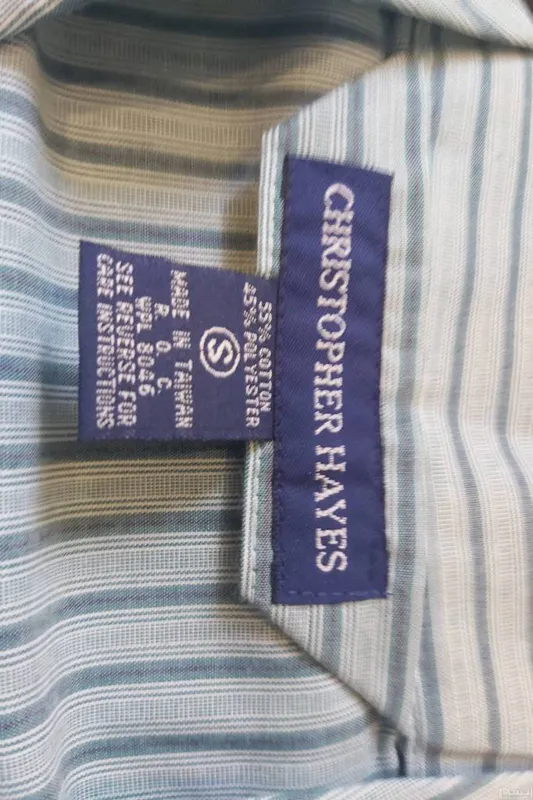 CHRISTOPHER HAYES
55% COTTON
45% POLYESTER
S
MADE IN TAIWAN
R. O. C.
WPL 8046
SEE REVERSE FOR
CARE INSTRUCTIONS